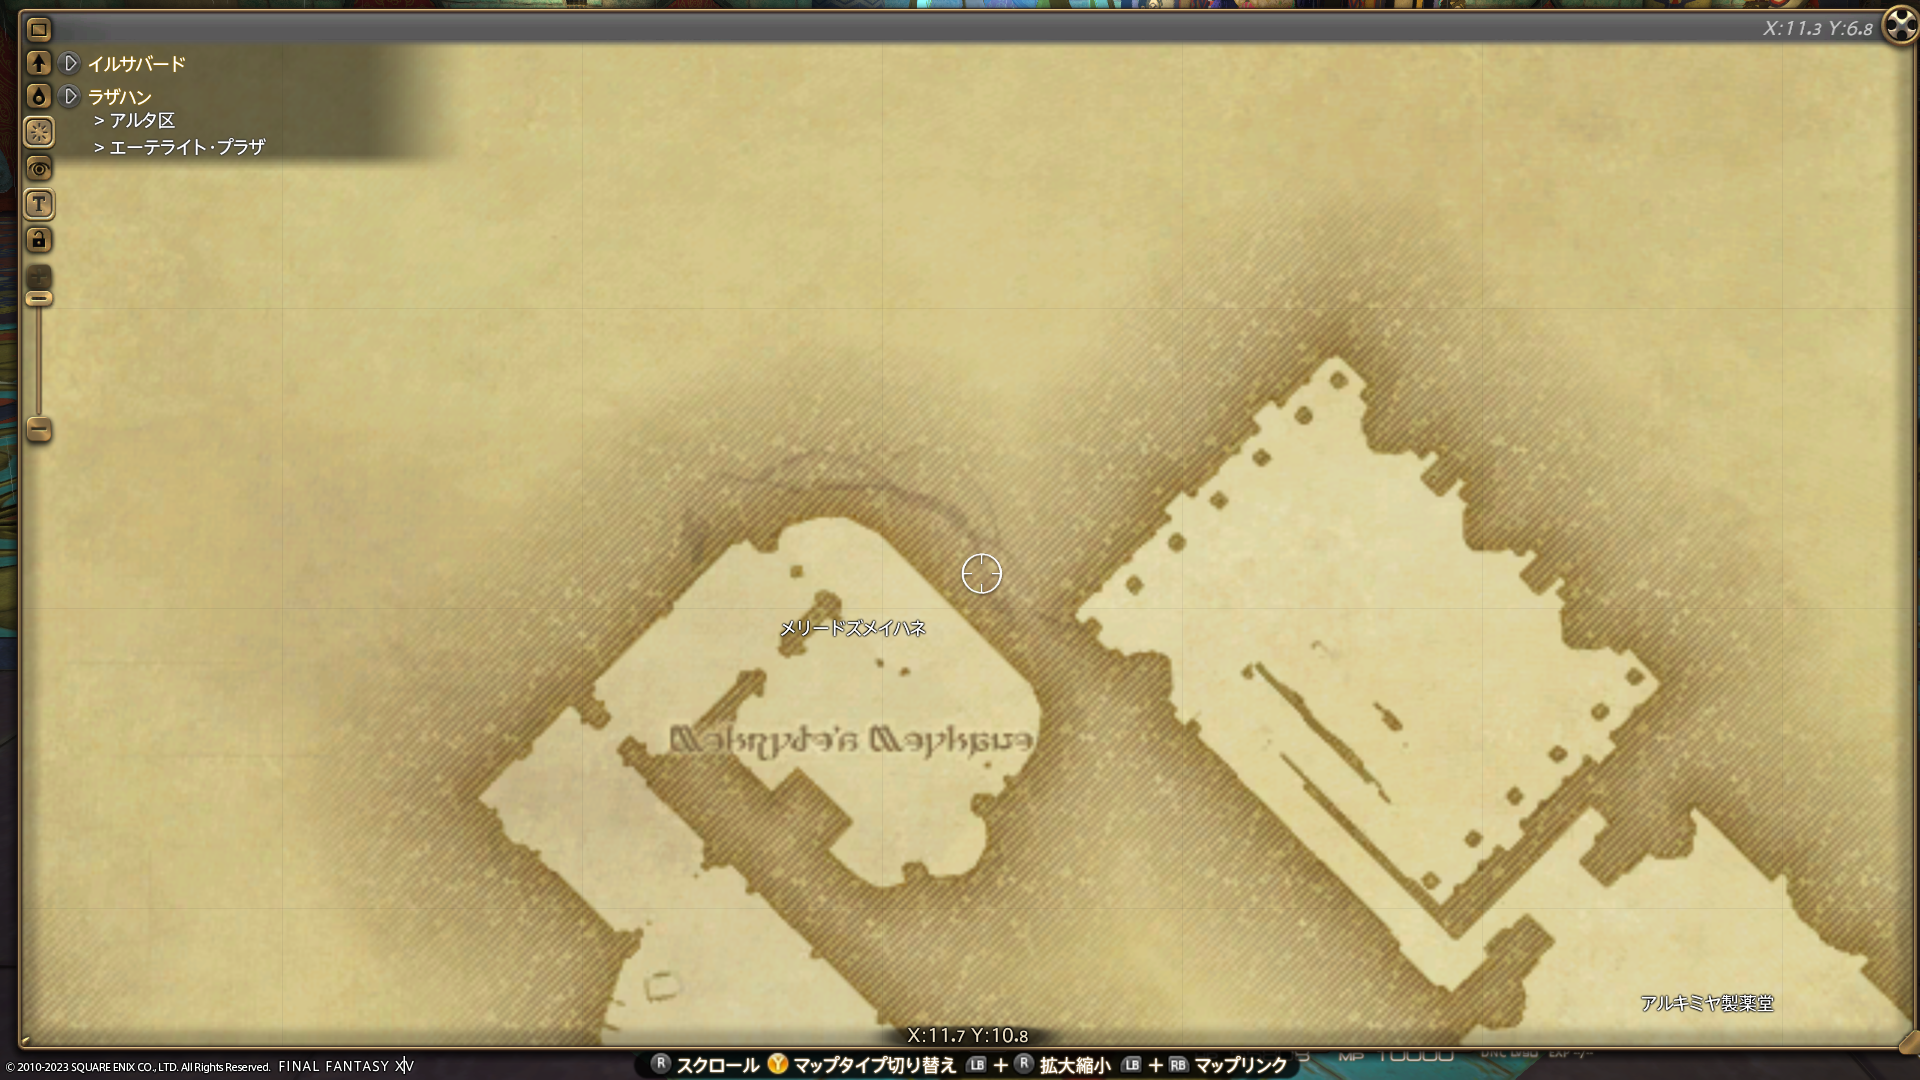 X:11.3 Y:6.8
イルサバード
ラザハン
> アルタ区
> エーテライト・プラザ
T
メリードズメイハネ
アルキミヤ製薬堂
X:11.7 Y:10.8
R スクロール Y マップタイプ切り替え LB + R 拡大縮小 LB + RB マップリンク
MP 10000
© 2010-2023 SQUARE ENIX CO., LTD. All Rights Reserved. FINAL FANTASY XIV